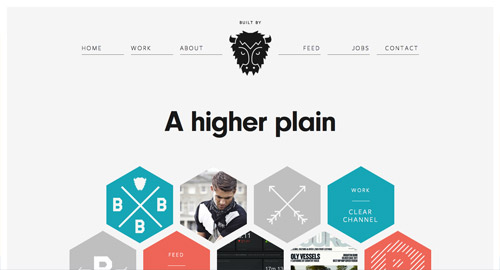 BUILT BY
HOME WORK ABOUT FEED JOBS CONTACT
A higher plain
B B
B
WORK
CLEAR
CHANNEL
B
FEED
OLY VESSELS
B